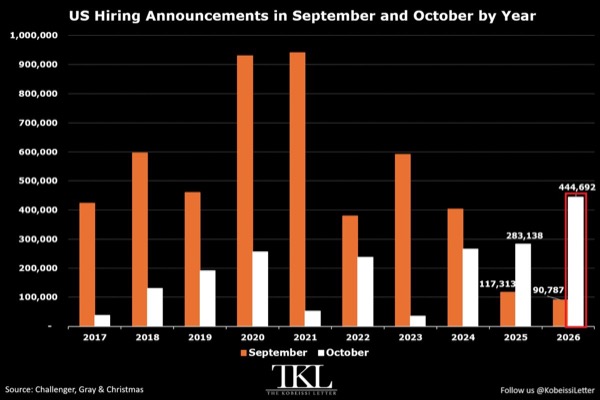 US Hiring Announcements in September and October by Year
1,000,000
900,000
800,000
700,000
600,000
500,000
400,000
300,000
200,000
100,000
-
444,692
283,138
117,313
90,787
2017 2018 2019 2020 2021 2022 2023 2024 2025 2026
September October
TKL
THE KOBEISSI LETTER
Source: Challenger, Gray & Christmas
Follow us @KobeissiLetter